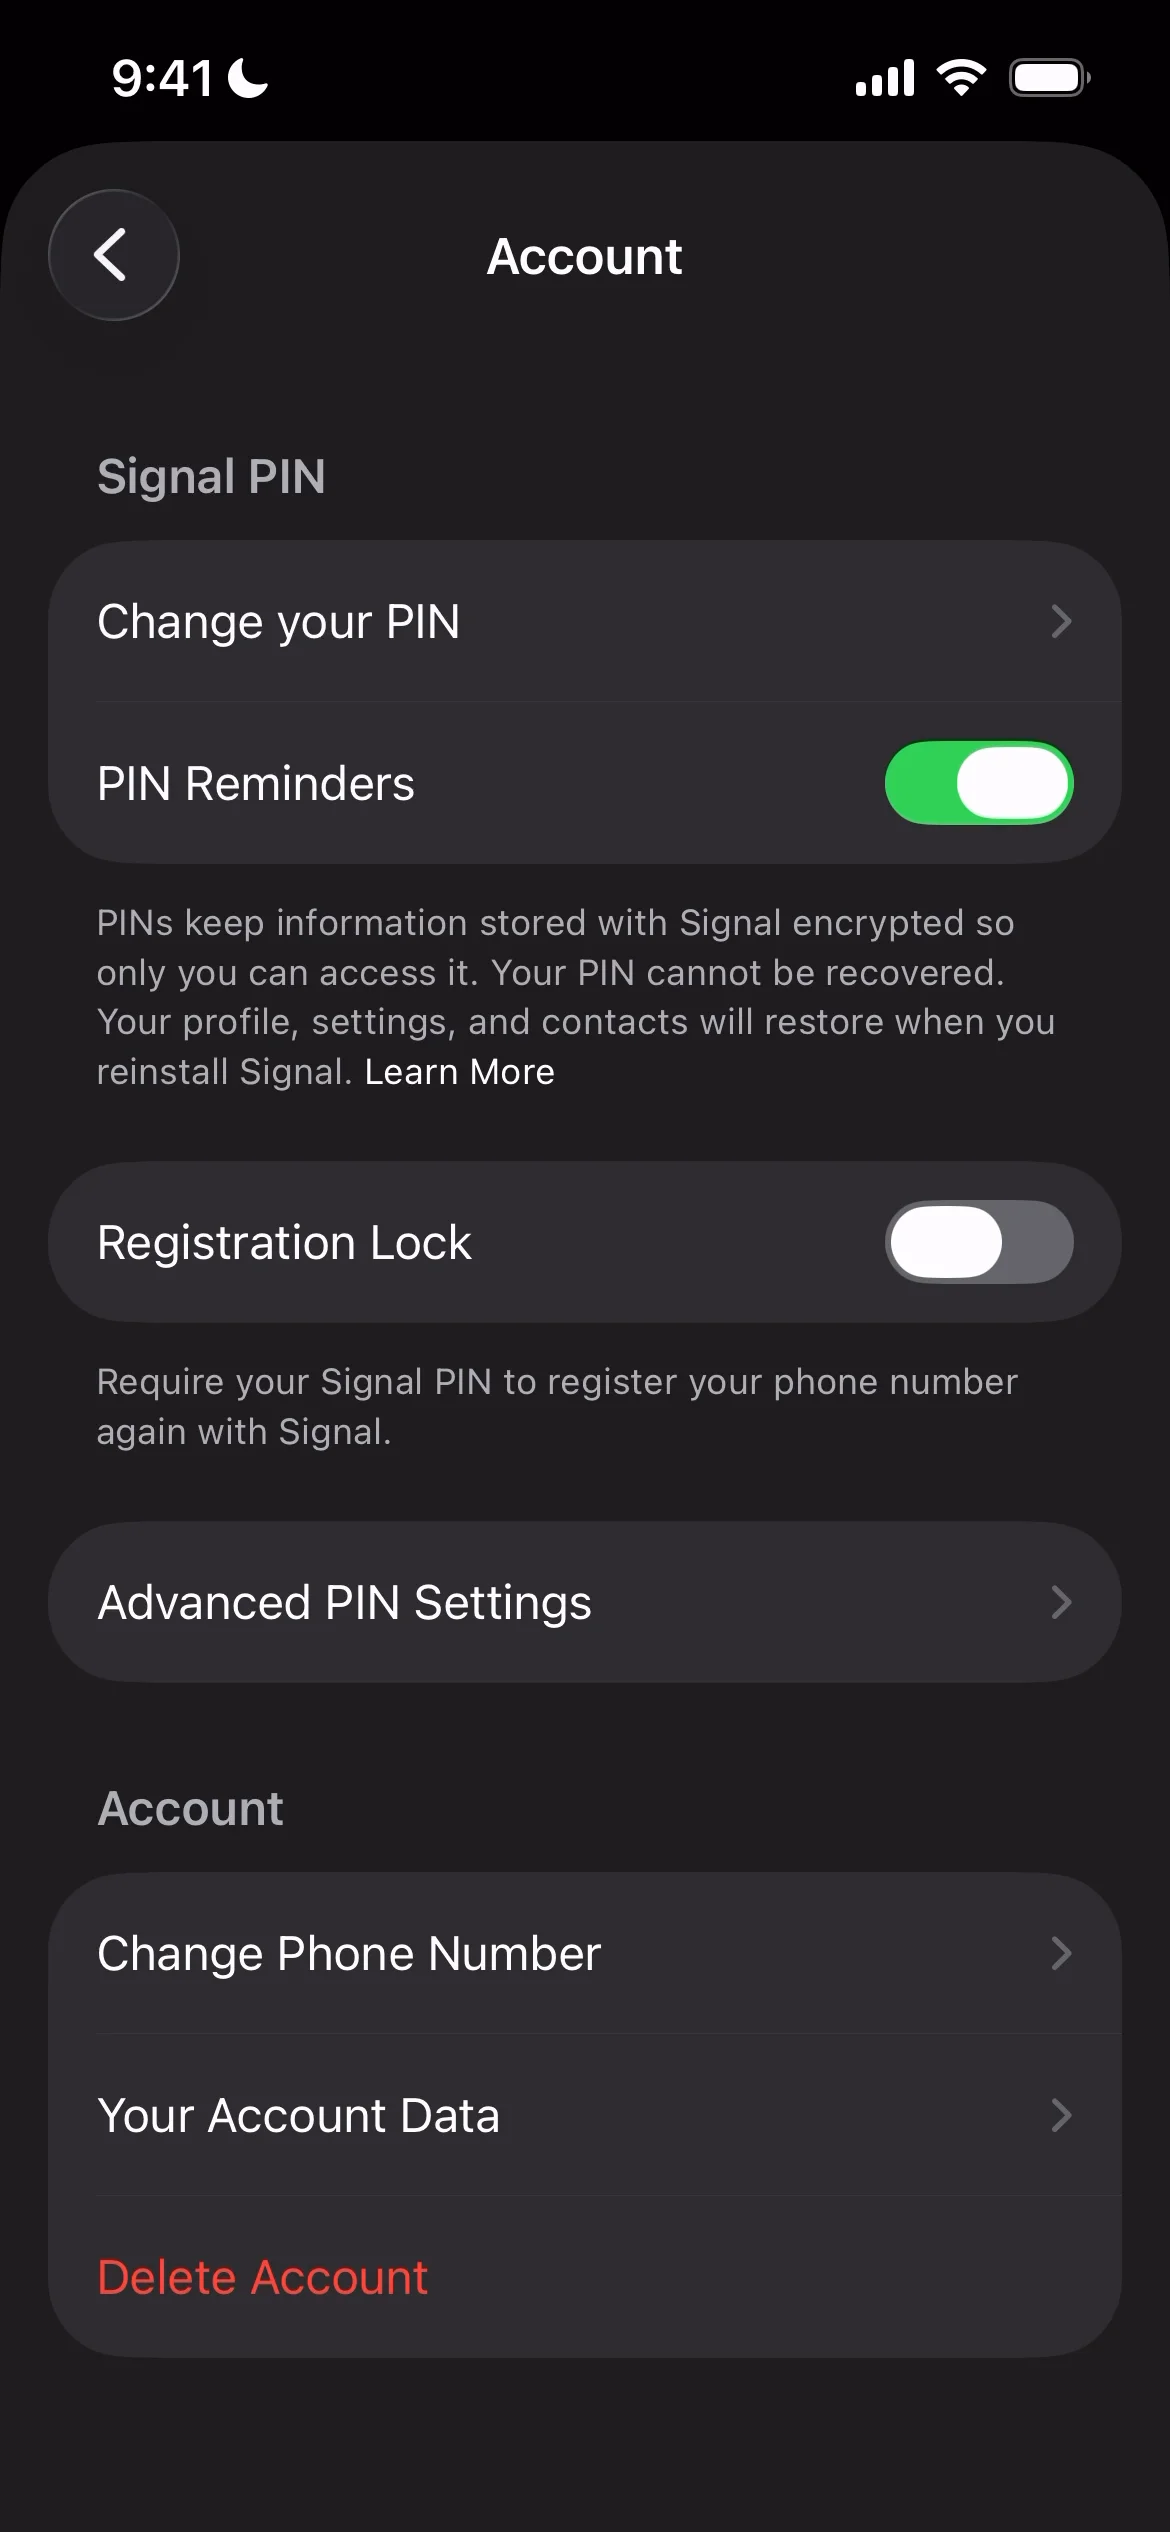 9:41
Account
Signal PIN
Change your PIN
PIN Reminders
PINs keep information stored with Signal encrypted so
only you can access it. Your PIN cannot be recovered.
Your profile, settings, and contacts will restore when you
reinstall Signal. Learn More
Registration Lock
Require your Signal PIN to register your phone number
again with Signal.
Advanced PIN Settings
Account
Change Phone Number
Your Account Data
Delete Account